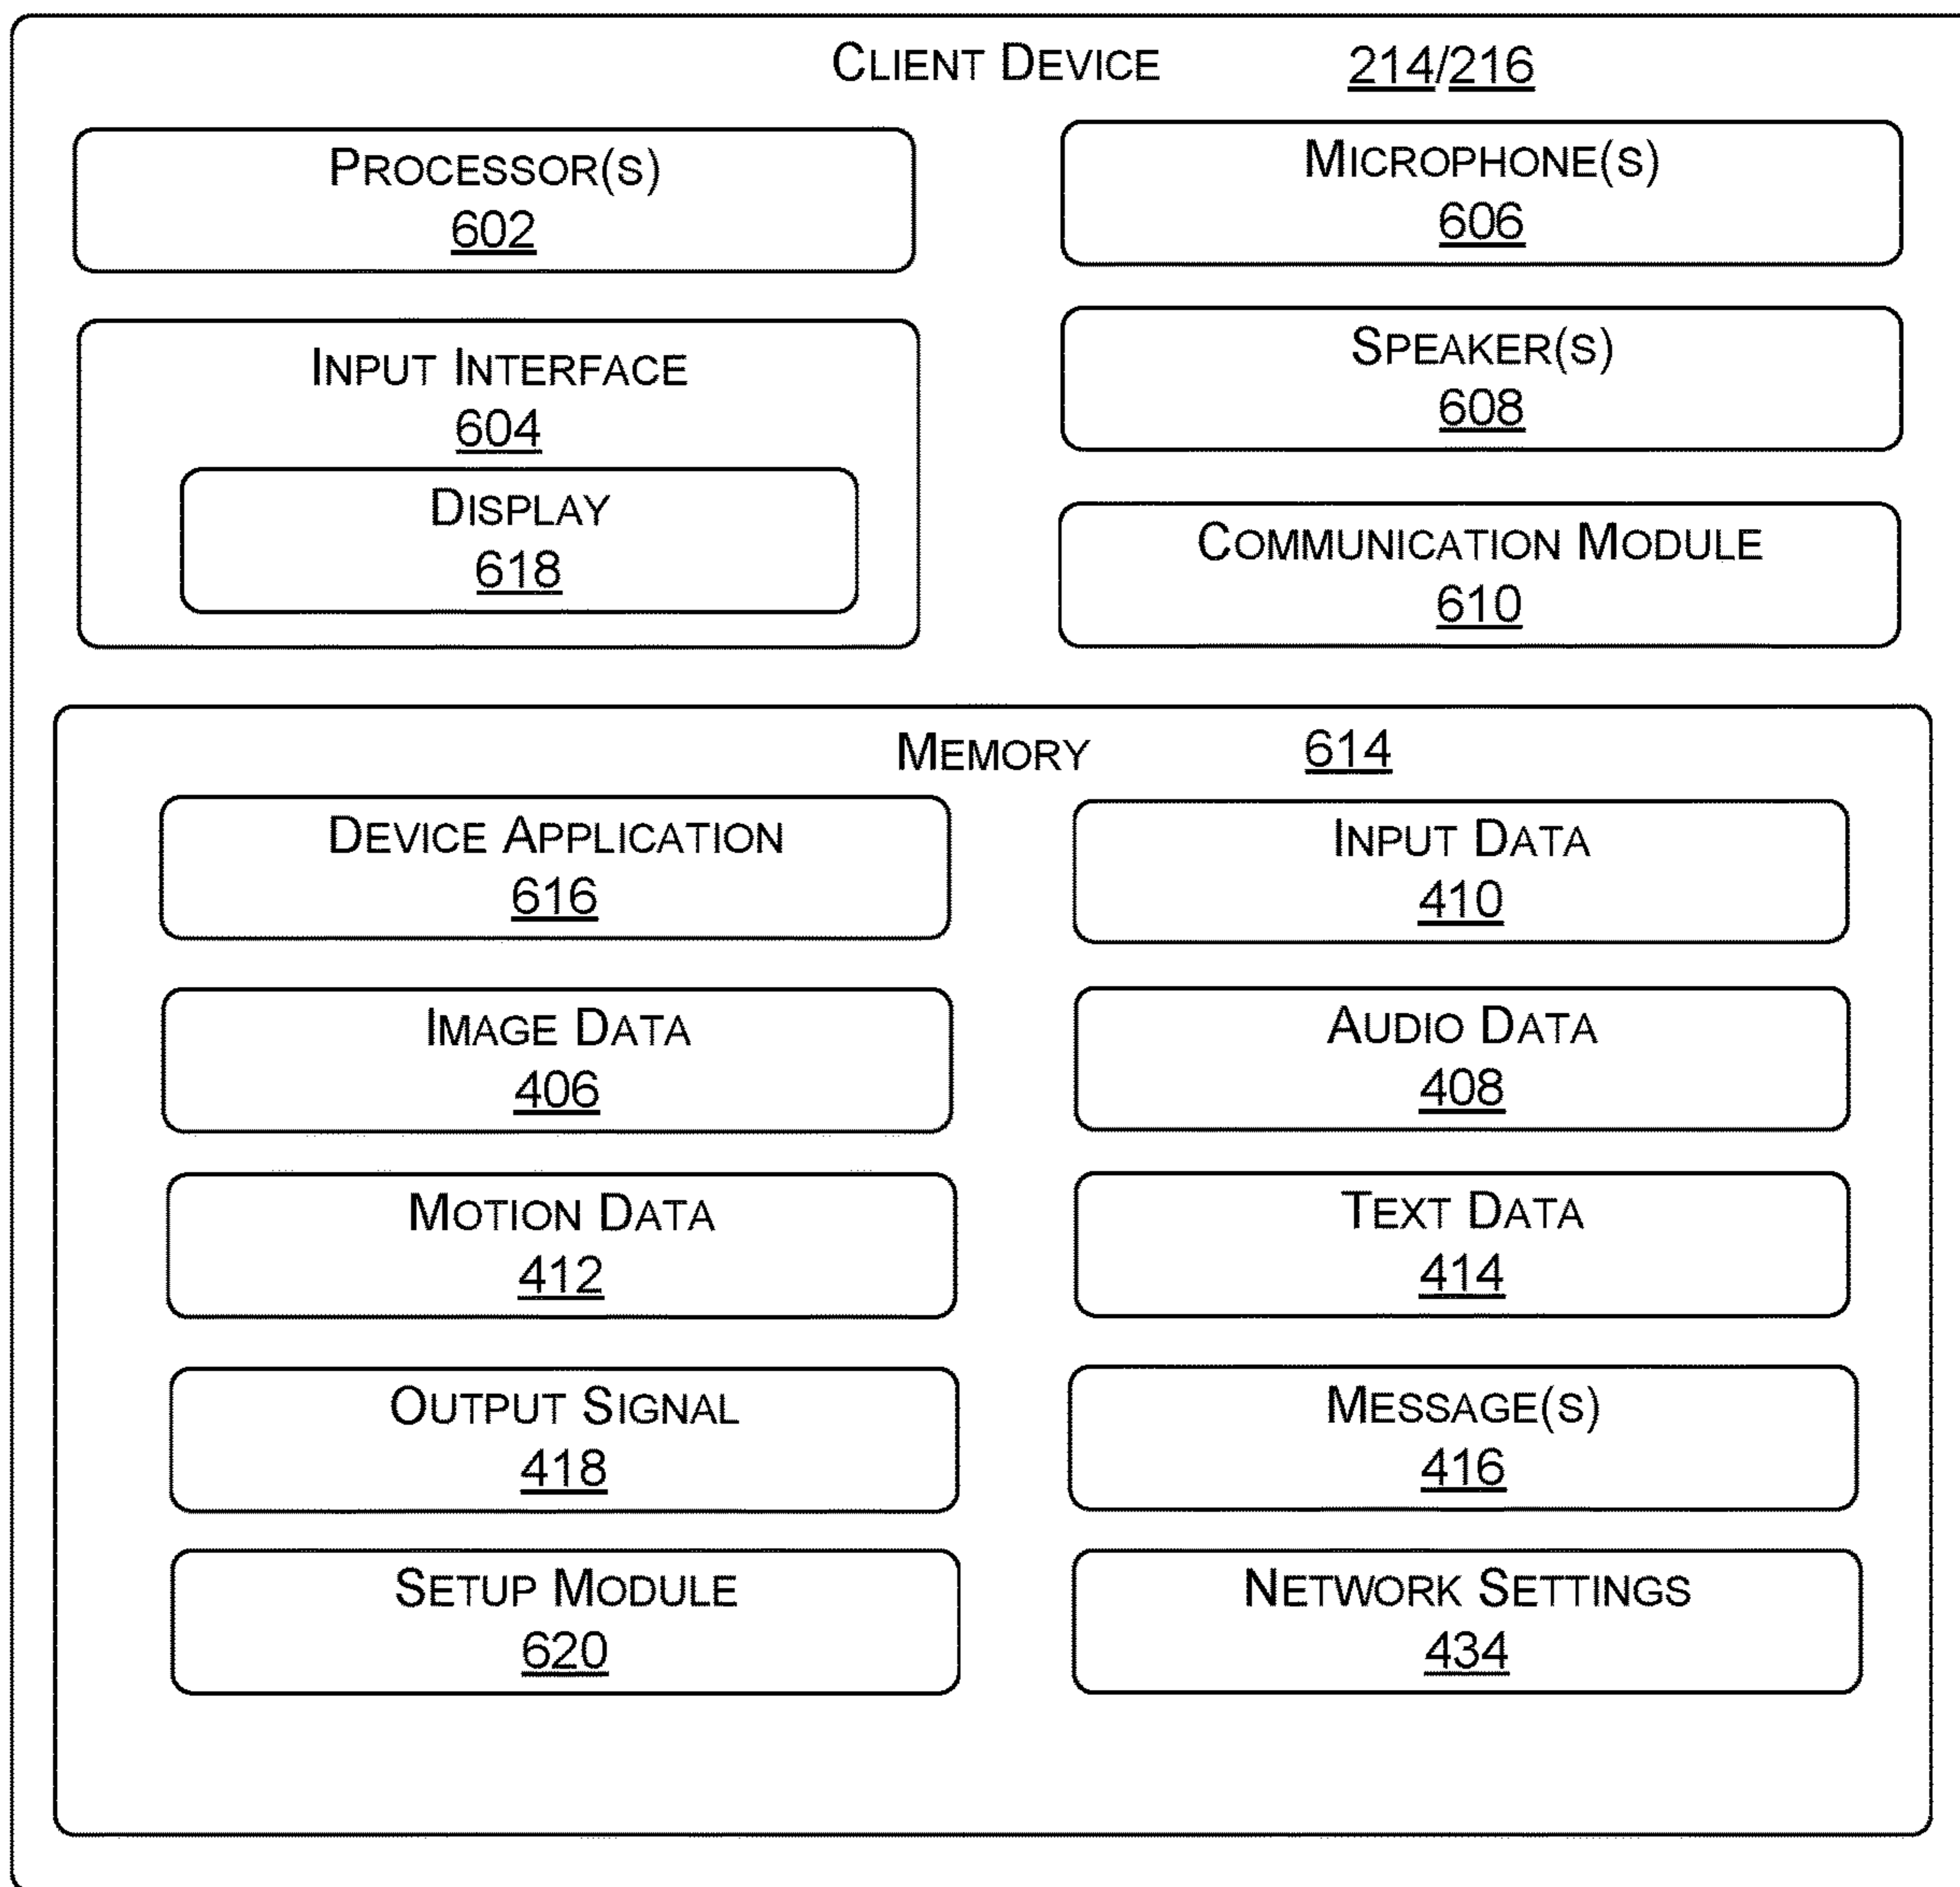 CLIENT DEVICE 214/216
PROCESSOR(S)
602
MICROPHONE(S)
606
INPUT INTERFACE
604
DISPLAY
618
SPEAKER(S)
608
COMMUNICATION MODULE
610
MEMORY 614
DEVICE APPLICATION
616
INPUT DATA
410
IMAGE DATA
406
AUDIO DATA
408
MOTION DATA
412
TEXT DATA
414
OUTPUT SIGNAL
418
MESSAGE(S)
416
SETUP MODULE
620
NETWORK SETTINGS
434